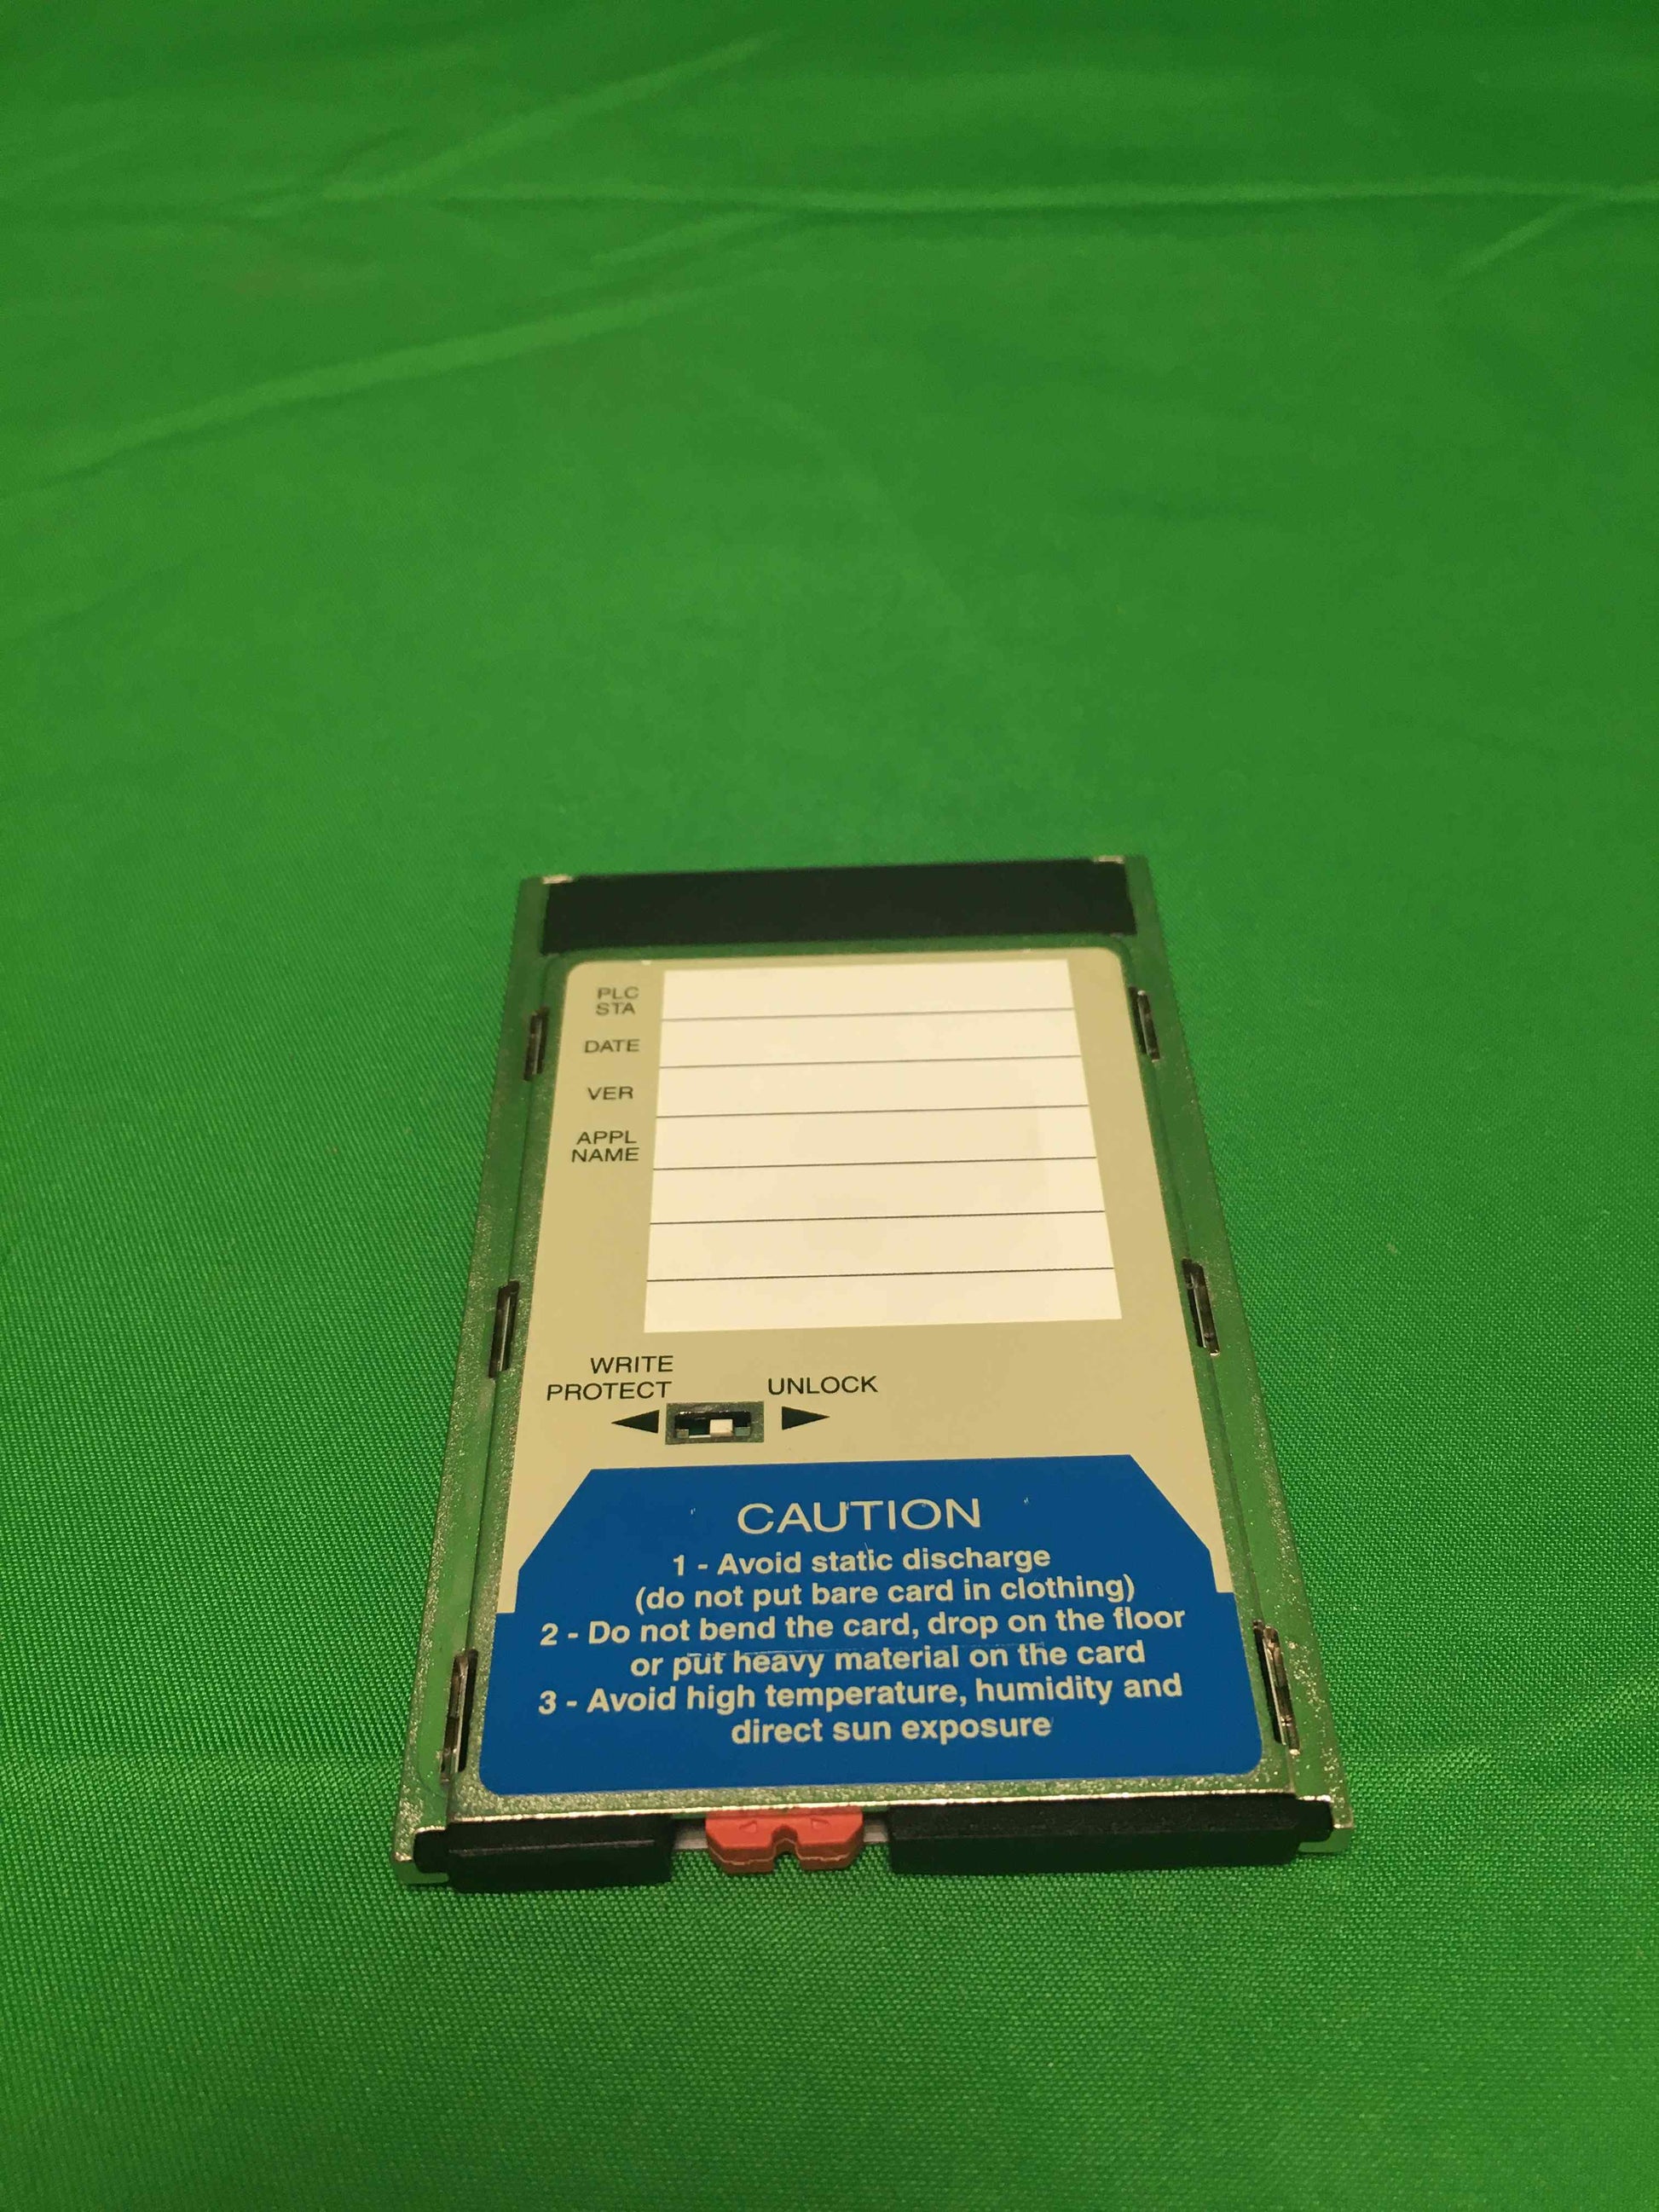 PLC
STA
DATE
VER
APPL
NAME
WRITE
PROTECT
UNLOCK
CAUTION
1 - Avoid static discharge
(do not put bare card in clothing)
2 - Do not bend the card, drop on the floor
or put heavy material on the card
3 - Avoid high temperature, humidity and
direct sun exposure